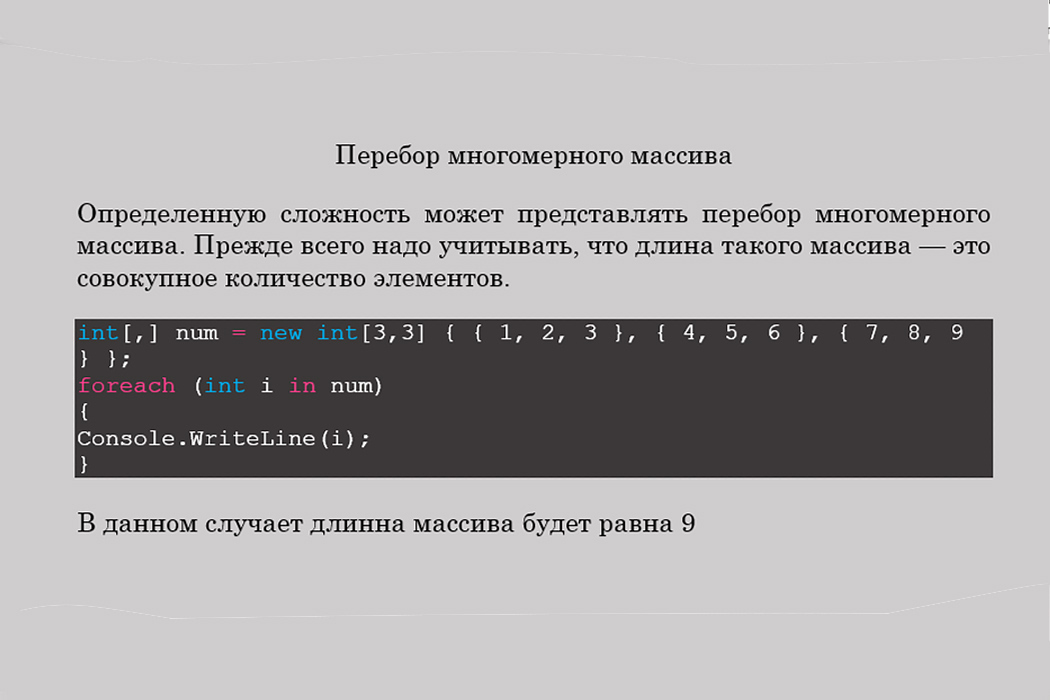 Перебор многомерного массива
Определенную сложность может представлять перебор многомерного
массива. Прежде всего надо учитывать, что длина такого массива — это
совокупное количество элементов.
int[,] num = new int[3,3] { { 1, 2, 3 }, { 4, 5, 6 }, { 7, 8, 9
} };
foreach (int i in num)
{
Console.WriteLine(i);
}
В данном случает длинна массива будет равна 9